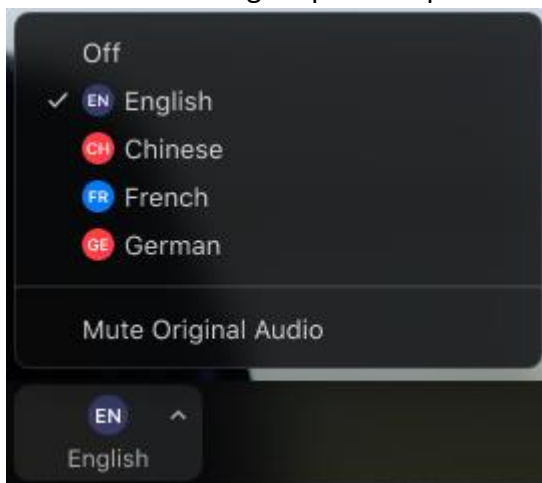 Off
EN English
CH Chinese
FR French
GE German
Mute Original Audio
EN
English